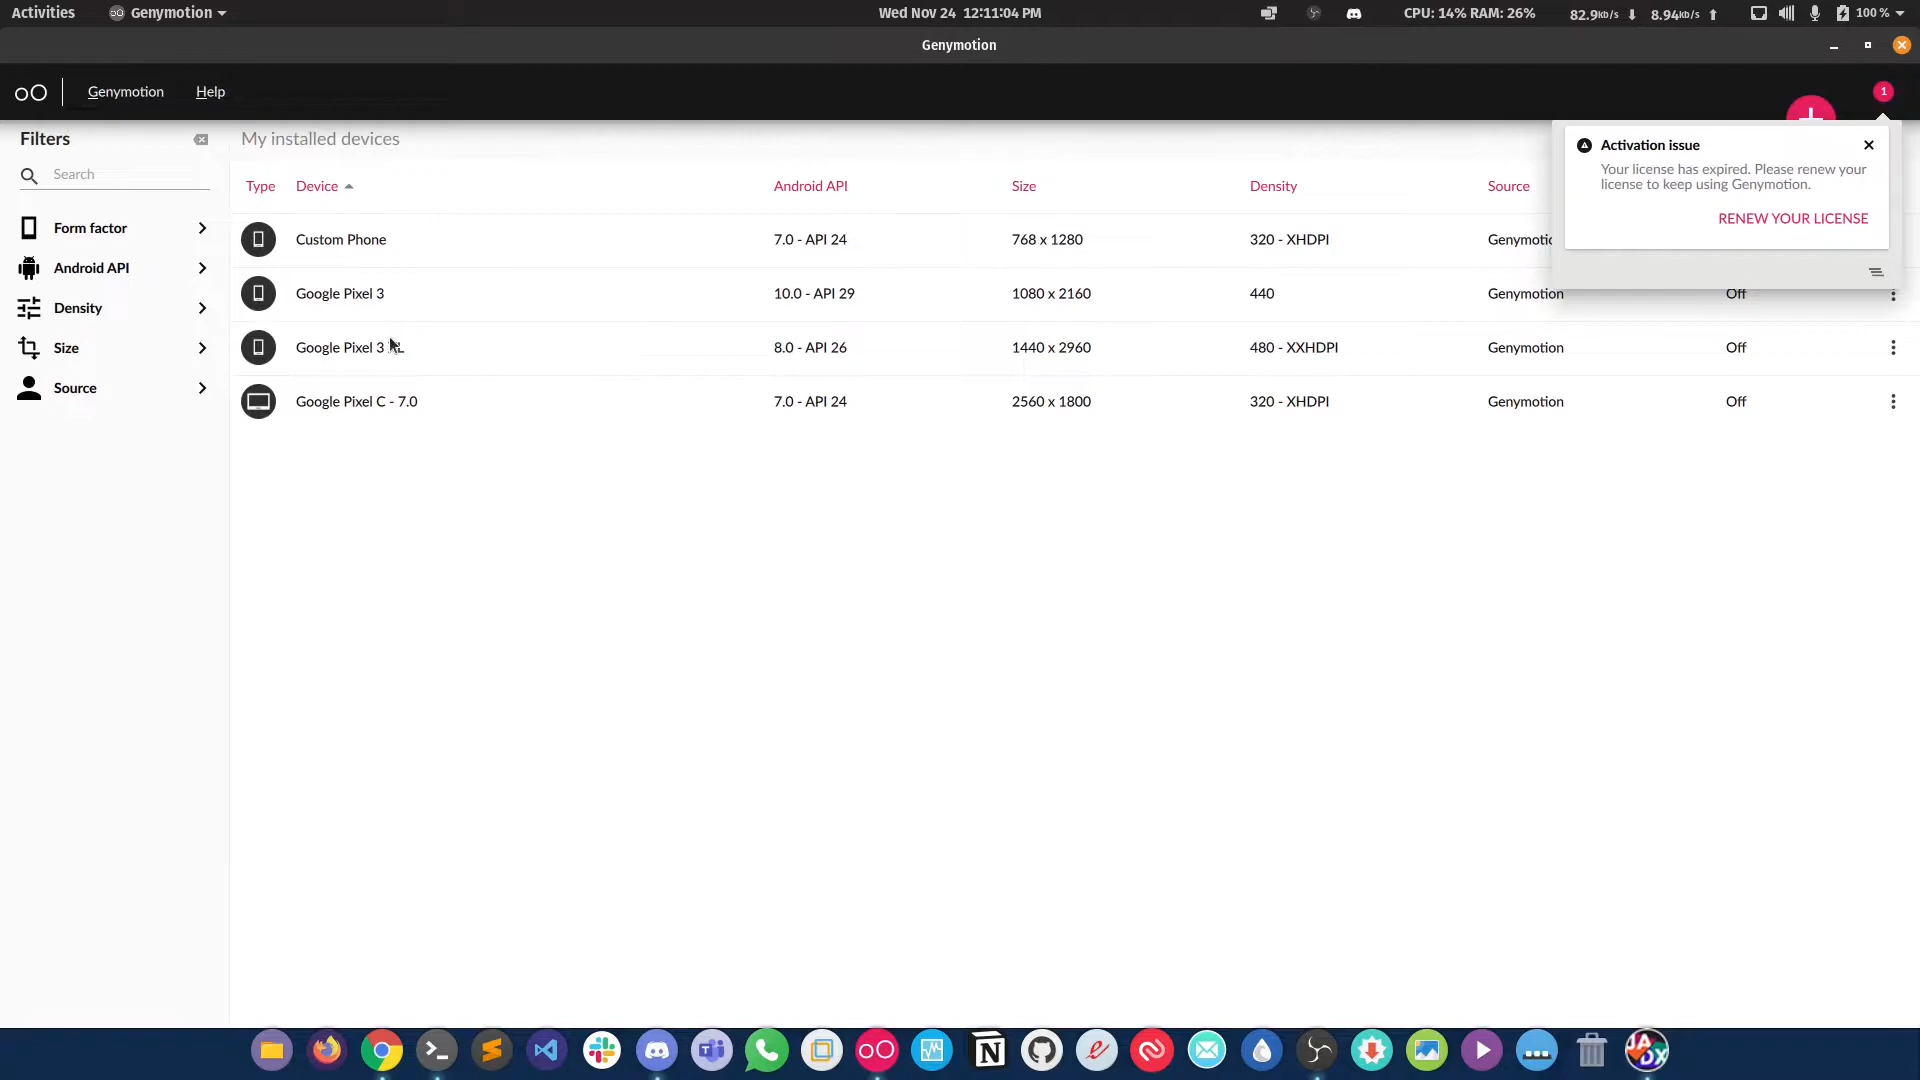 Activities
Genymotion
Wed Nov 24 12:11:04 PM
CPU: 14% RAM: 26%
82.9kb/s
8.94kb/s
100 %
Genymotion
Genymotion
Help
1
Filters
My installed devices
Search
Type
Device
Android API
Size
Density
Source
Activation issue
Your license has expired. Please renew your
license to keep using Genymotion.
RENEW YOUR LICENSE
Form factor
Android API
Density
Size
Source
Custom Phone
7.0 - API 24
768 x 1280
320 - XHDPI
Google Pixel 3
10.0 - API 29
1080 x 2160
440
Genymotion
Off
Google Pixel 3
8.0 - API 26
1440 x 2960
480 - XXHDPI
Genymotion
Off
Google Pixel C - 7.0
7.0 - API 24
2560 x 1800
320 - XHDPI
Genymotion
Off